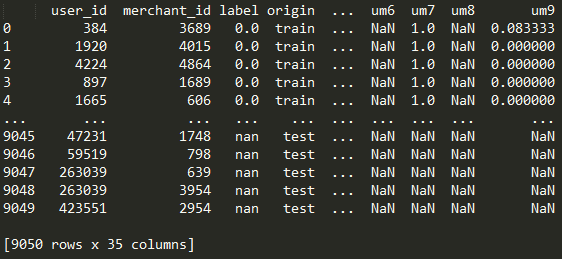 user_id merchant_id label origin ... um6 um7 um8 um9
0 384 3689 0.0 train ... NaN 1.0 NaN 0.083333
1 1920 4015 0.0 train ... NaN 1.0 NaN 0.000000
2 4224 4864 0.0 train ... NaN 1.0 NaN 0.000000
3 897 1689 0.0 train ... NaN 1.0 NaN 0.000000
4 1665 606 0.0 train ... NaN 1.0 NaN 0.000000
... ... ... ... ... ... ... ... ... ...
9045 47231 1748 nan test ... NaN NaN NaN NaN
9046 59519 798 nan test ... NaN NaN NaN NaN
9047 263039 639 nan test ... NaN NaN NaN NaN
9048 263039 3954 nan test ... NaN NaN NaN NaN
9049 423551 2954 nan test ... NaN NaN NaN NaN
[9050 rows x 35 columns]